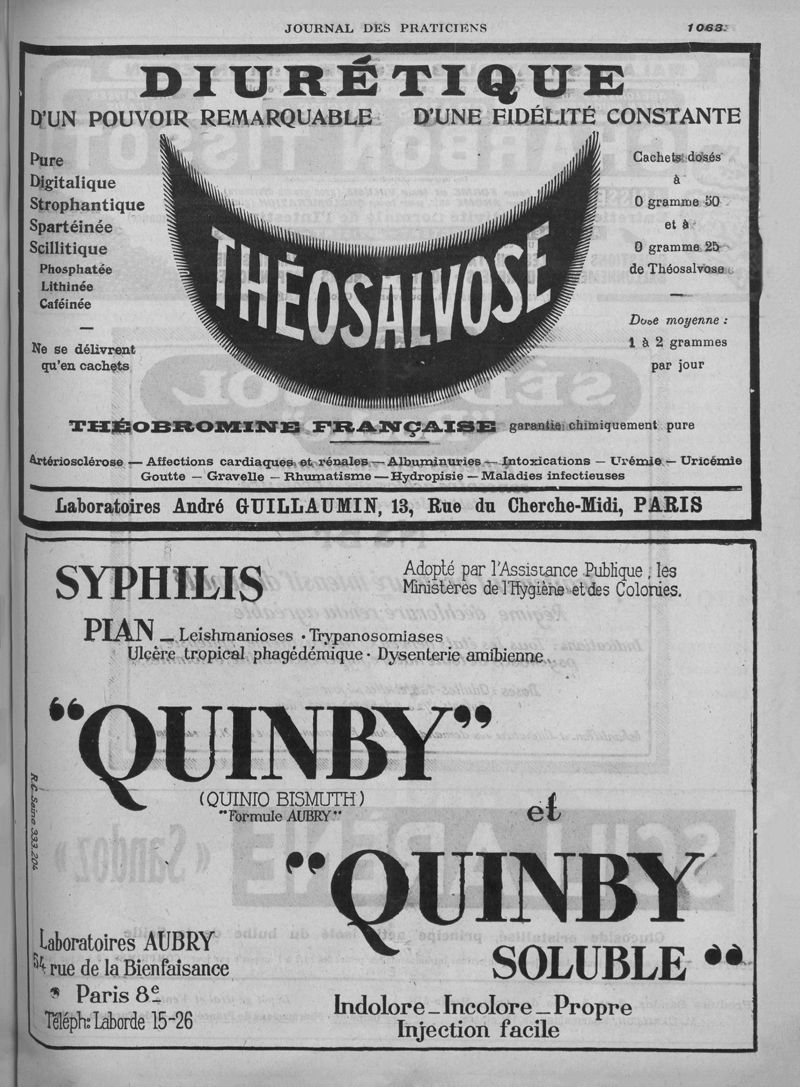 JOURNAL DES PRATICIENS 1063
DIURÉTIQUE
D'UN POUVOIR REMARQUABLE D'UNE FIDÉLITÉ CONSTANTE
Pure
Digitalique
Strophantique
Spartéinée
Scillitique
Phosphatée
Lithinée
Caféinée
—
Ne se délivrent
qu'en cachets
THÉOSALVOSE
Cachets dosés
à
0 gramme 50
et à
0 gramme 25
de Théosalvose
—
Dose moyenne :
1 à 2 grammes
par jour
THÉOBROMINE FRANÇAISE garantie chimiquement pure
Artériosclérose — Affections cardiaques et rénales — Albuminuries — Intoxications — Urémie — Uricémie
Goutte — Gravelle — Rhumatisme — Hydropisie — Maladies infectieuses
Laboratoires André GUILLAUMIN, 13, Rue du Cherche-Midi, PARIS
SYPHILIS
Adopté par l'Assistance Publique, les
Ministères de l'Hygiène et des Colonies.
PIAN — Leishmanioses • Trypanosomiases
Ulcère tropical phagédémique • Dysenterie amibienne
"QUINBY"
(QUINIO BISMUTH)
"Formule AUBRY"
et
"QUINBY
SOLUBLE"
R.C. Seine 333.204
Laboratoires AUBRY
54 rue de la Bienfaisance
Paris 8e
Téléph: Laborde 15-26
Indolore — Incolore — Propre
Injection facile